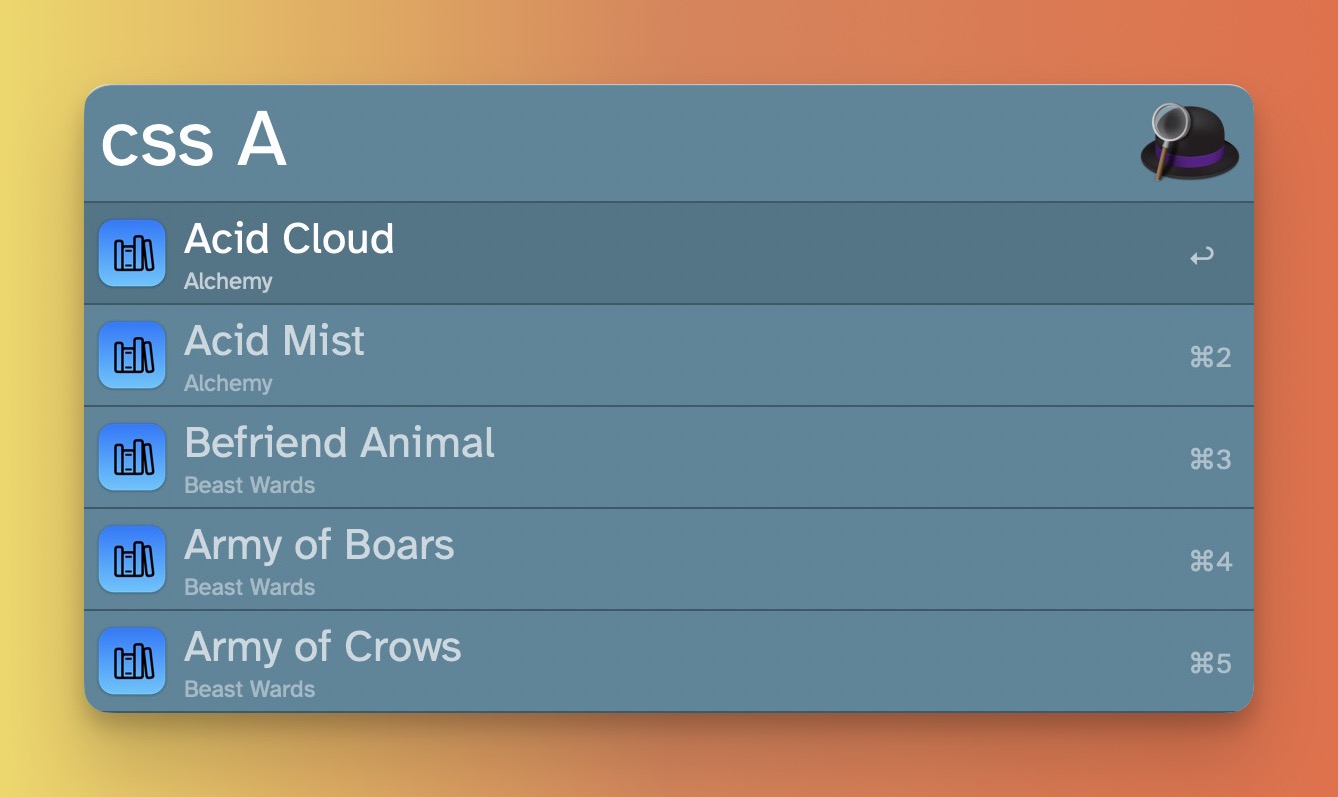 css A
Acid Cloud
Alchemy
↩
Acid Mist
Alchemy
⌘2
Befriend Animal
Beast Wards
⌘3
Army of Boars
Beast Wards
⌘4
Army of Crows
Beast Wards
⌘5